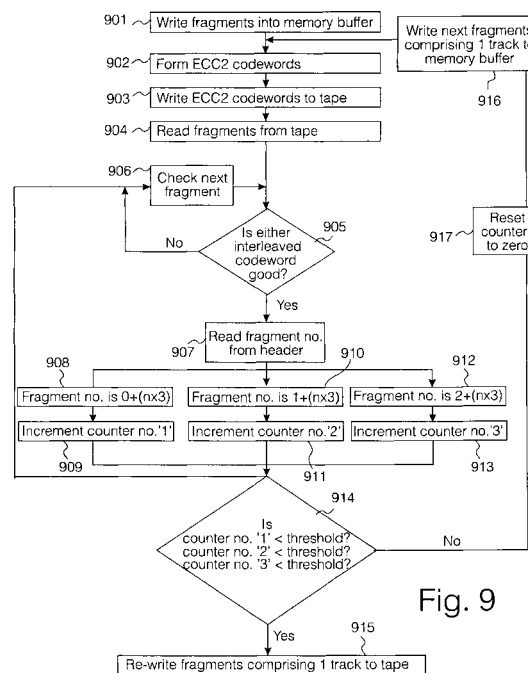 901
Write fragments into memory buffer
Write next fragments
comprising 1 track to
memory buffer
916
902
Form ECC2 codewords
903
Write ECC2 codewords to tape
904
Read fragments from tape
906
Check next
fragment
905
Is either
interleaved
codeword
good?
No
Yes
917
Reset
counter
to zero
907
Read fragment no.
from header
908
910
912
Fragment no. is 0+(nx3)
Fragment no. is 1+(nx3)
Fragment no. is 2+(nx3)
Increment counter no.'1'
Increment counter no.'2'
Increment counter no.'3'
909
911
913
914
Is
counter no. '1' < threshold?
counter no. '2' < threshold?
counter no. '3' < threshold?
No
Yes
Fig. 9
915
Re-write fragments comprising 1 track to tape